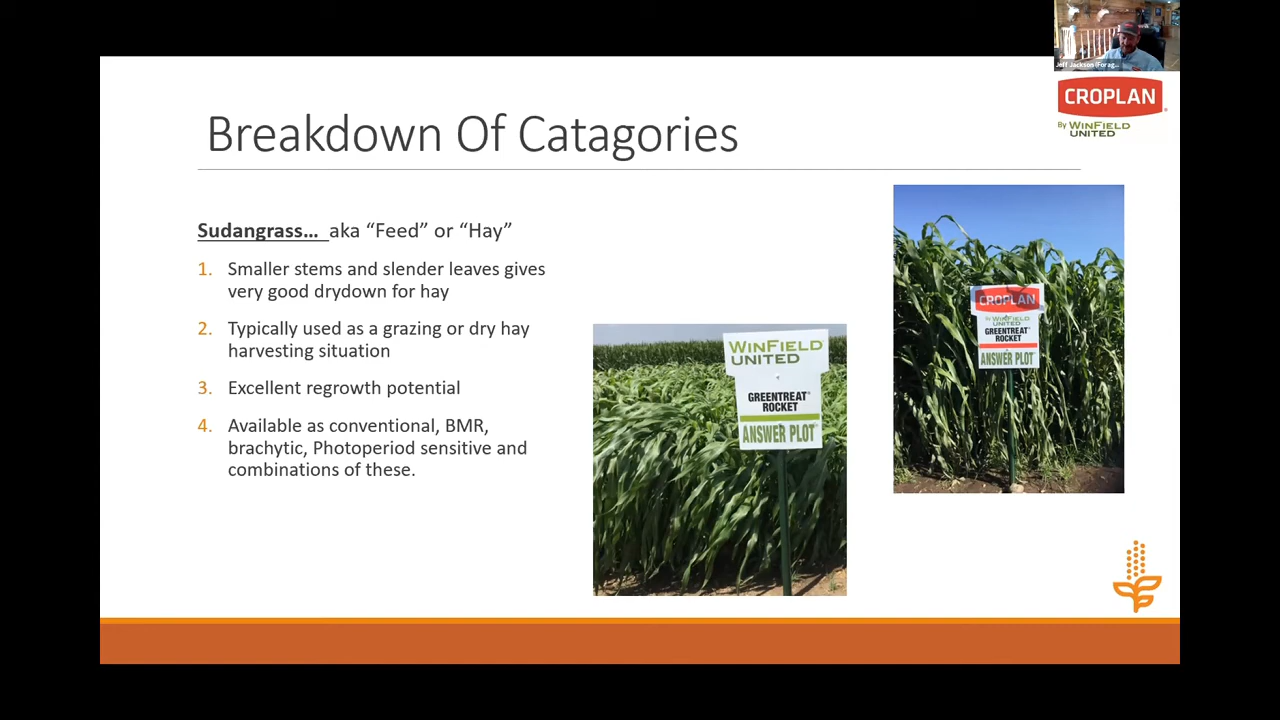 Jeff Jackson (Forag...
CROPLAN
By WINFIELD
UNITED
Breakdown Of Catagories
Sudangrass... aka “Feed” or “Hay”
1. Smaller stems and slender leaves gives
very good drydown for hay
2. Typically used as a grazing or dry hay
harvesting situation
3. Excellent regrowth potential
4. Available as conventional, BMR,
brachytic, Photoperiod sensitive and
combinations of these.
WINFIELD
UNITED
GREENTREAT®
ROCKET
ANSWER PLOT
CROPLAN
By WINFIELD
UNITED
GREENTREAT®
ROCKET
ANSWER PLOT